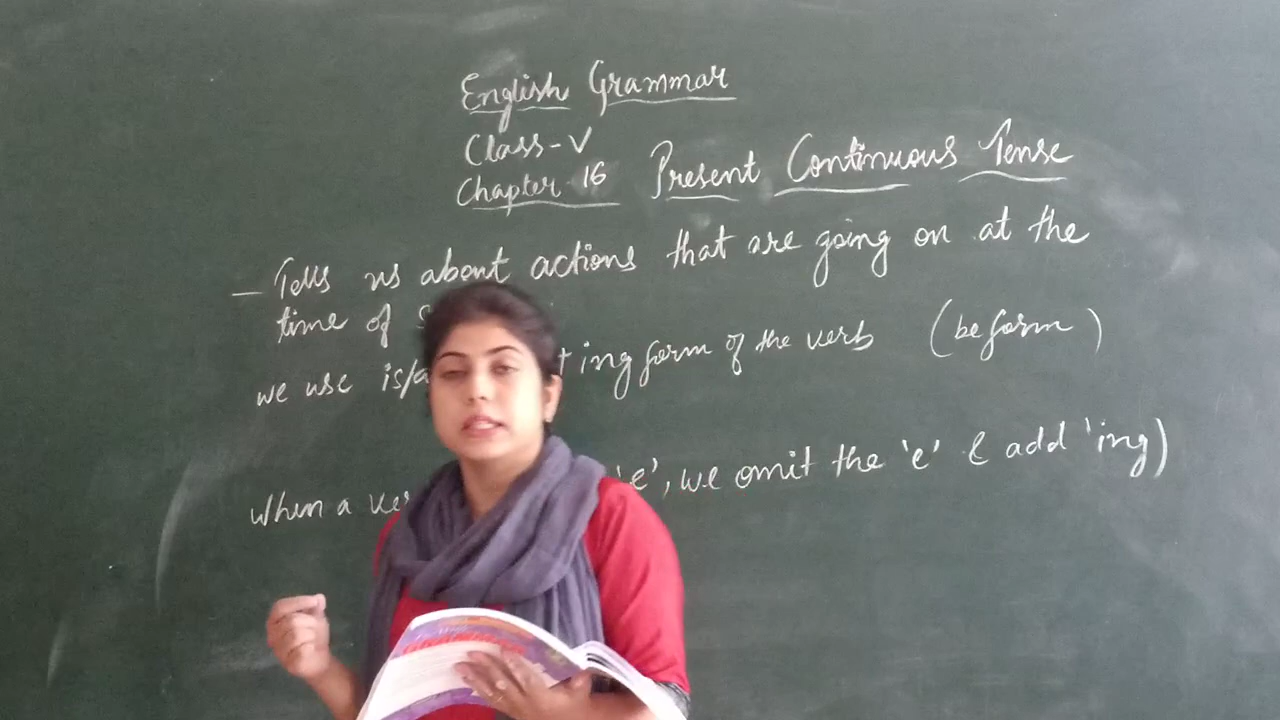 English Grammar
Class-V
Chapter-16 Present Continuous Tense
— Tells us about actions that are going on at the
time of
we use is/a ing form of the verb (be form)
When a 'e', we omit the 'e' & add 'ing)